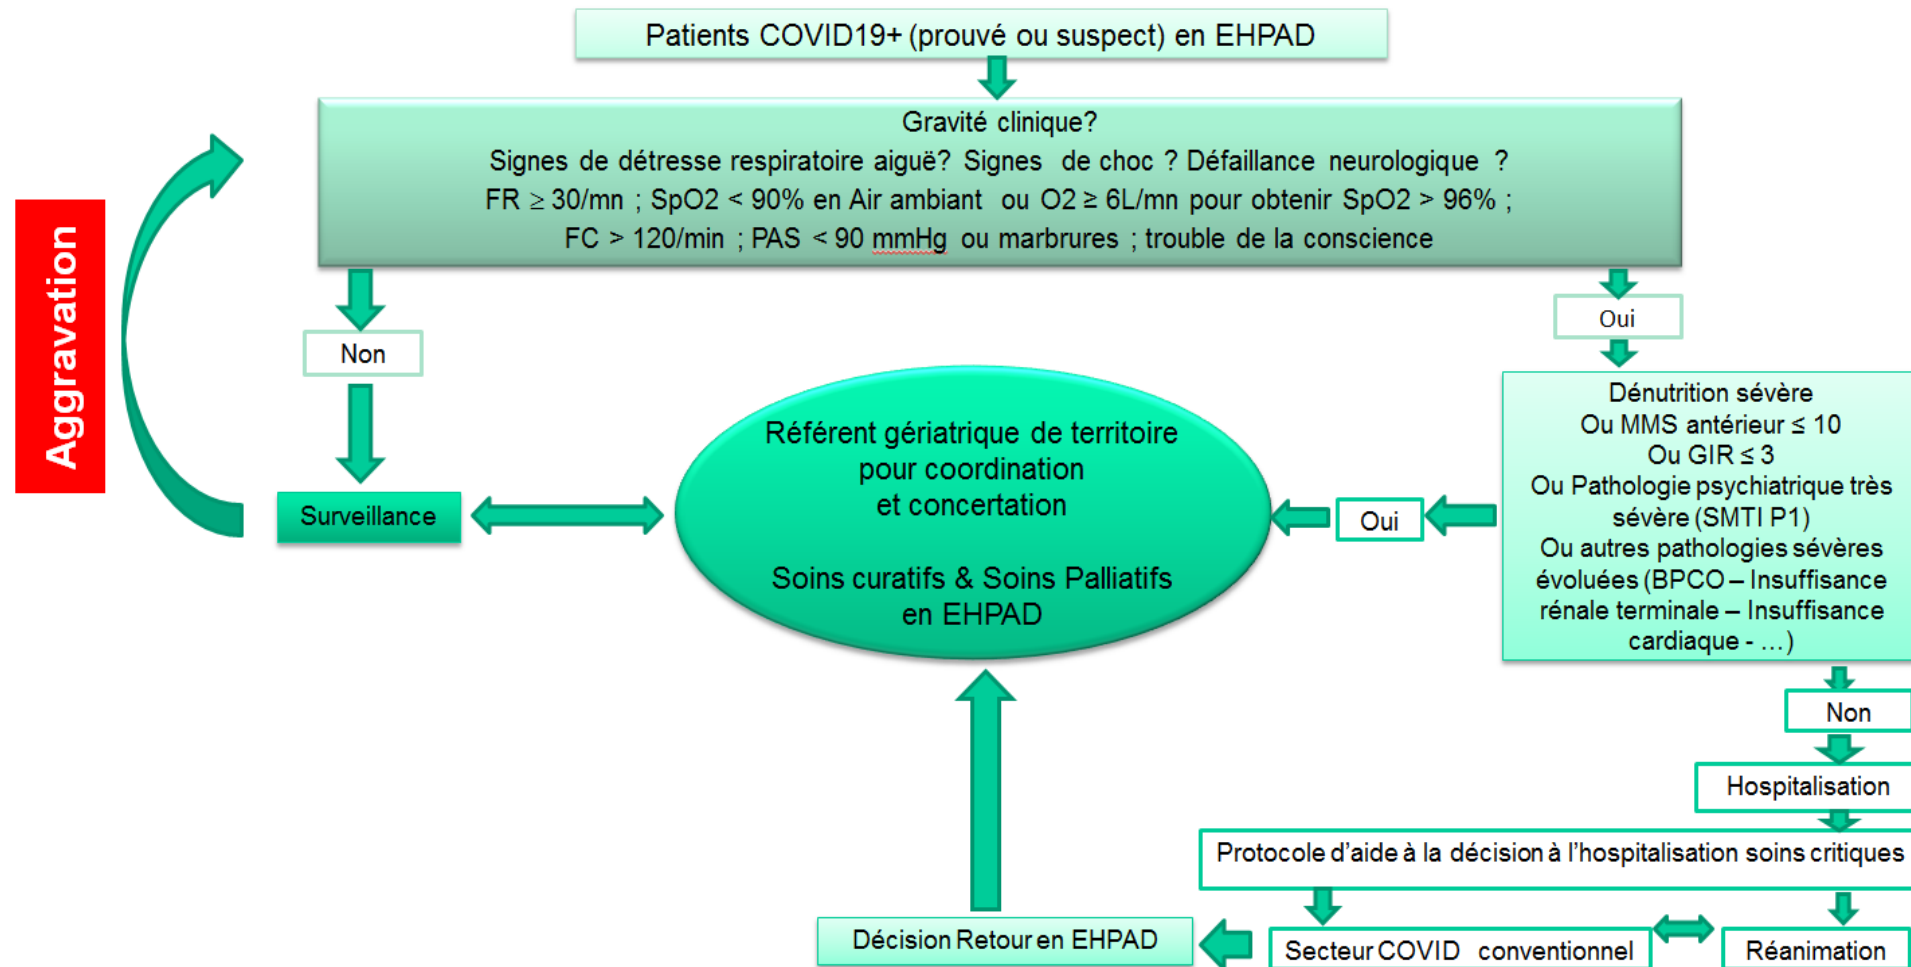 Patients COVID19+ (prouvé ou suspect) en EHPAD
Gravité clinique?
Signes de détresse respiratoire aiguë? Signes de choc ? Défaillance neurologique ?
FR ≥ 30/mn ; SpO2 < 90% en Air ambiant ou O2 ≥ 6L/mn pour obtenir SpO2 > 96% ;
FC > 120/min ; PAS < 90 mmHg ou marbrures ; trouble de la conscience
Aggravation
Non
Oui
Surveillance
Référent gériatrique de territoire
pour coordination
et concertation
Soins curatifs & Soins Palliatifs
en EHPAD
Oui
Dénutrition sévère
Ou MMS antérieur ≤ 10
Ou GIR ≤ 3
Ou Pathologie psychiatrique très
sévère (SMTI P1)
Ou autres pathologies sévères
évoluées (BPCO – Insuffisance
rénale terminale – Insuffisance
cardiaque - …)
Non
Hospitalisation
Protocole d’aide à la décision à l’hospitalisation soins critiques
Décision Retour en EHPAD
Secteur COVID conventionnel
Réanimation